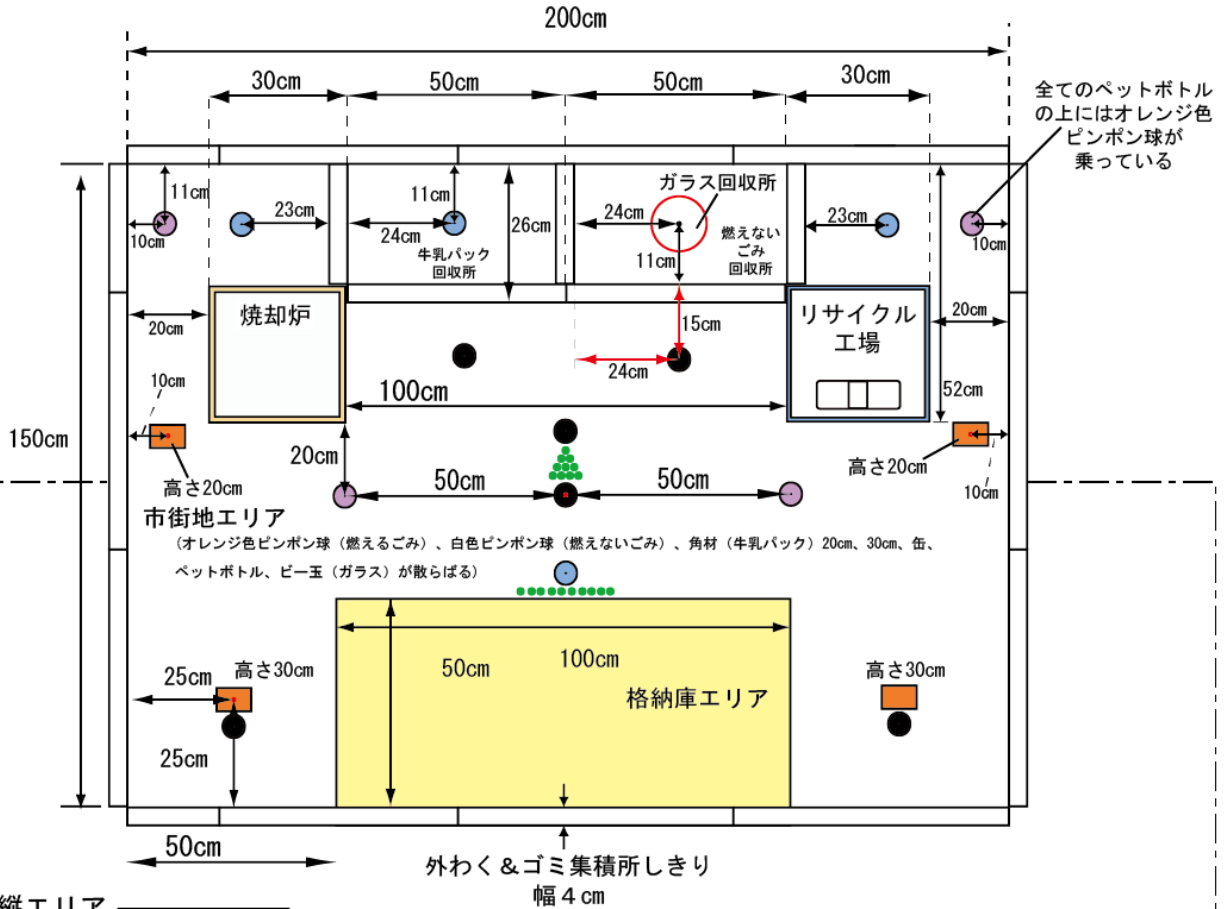 200cm
30cm
50cm
50cm
30cm
全てのペットボトル
の上にはオレンジ色
ピンポン球が
乗っている
11cm
10cm
23cm
11cm
24cm
牛乳パック
回収所
26cm
ガラス回収所
24cm
11cm
燃えない
ごみ
回収所
23cm
10cm
焼却炉
リサイクル
工場
20cm
15cm
24cm
20cm
52cm
10cm
100cm
150cm
20cm
高さ20cm
50cm
50cm
高さ20cm
10cm
市街地エリア
(オレンジ色ピンポン球(燃えるごみ)、白色ピンポン球(燃えないごみ)、角材(牛乳パック)20cm、30cm、缶、
ペットボトル、ビー玉(ガラス)が散らばる)
25cm
高さ30cm
50cm
100cm
高さ30cm
格納庫エリア
25cm
50cm
外わく&ゴミ集積所しきり
幅4cm
縦エリア